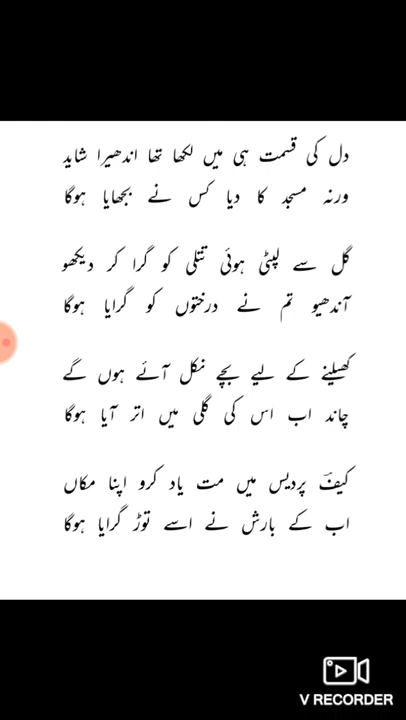 دل کی قسمت ہی میں لکھا تھا اندھیرا شاید
ورنہ مسجد کا دیا کس نے بجھایا ہوگا
گل سے لپٹی ہوئی تتلی کو گرا کر دیکھو
آندھیو تم نے درختوں کو گرایا ہوگا
کھیلنے کے لیے بچے نکل آئے ہوں گے
چاند اب اس کی گلی میں اتر آیا ہوگا
کیفؔ پردیس میں مت یاد کرو اپنا مکاں
اب کے بارش نے اسے توڑ گرایا ہوگا
V RECORDER